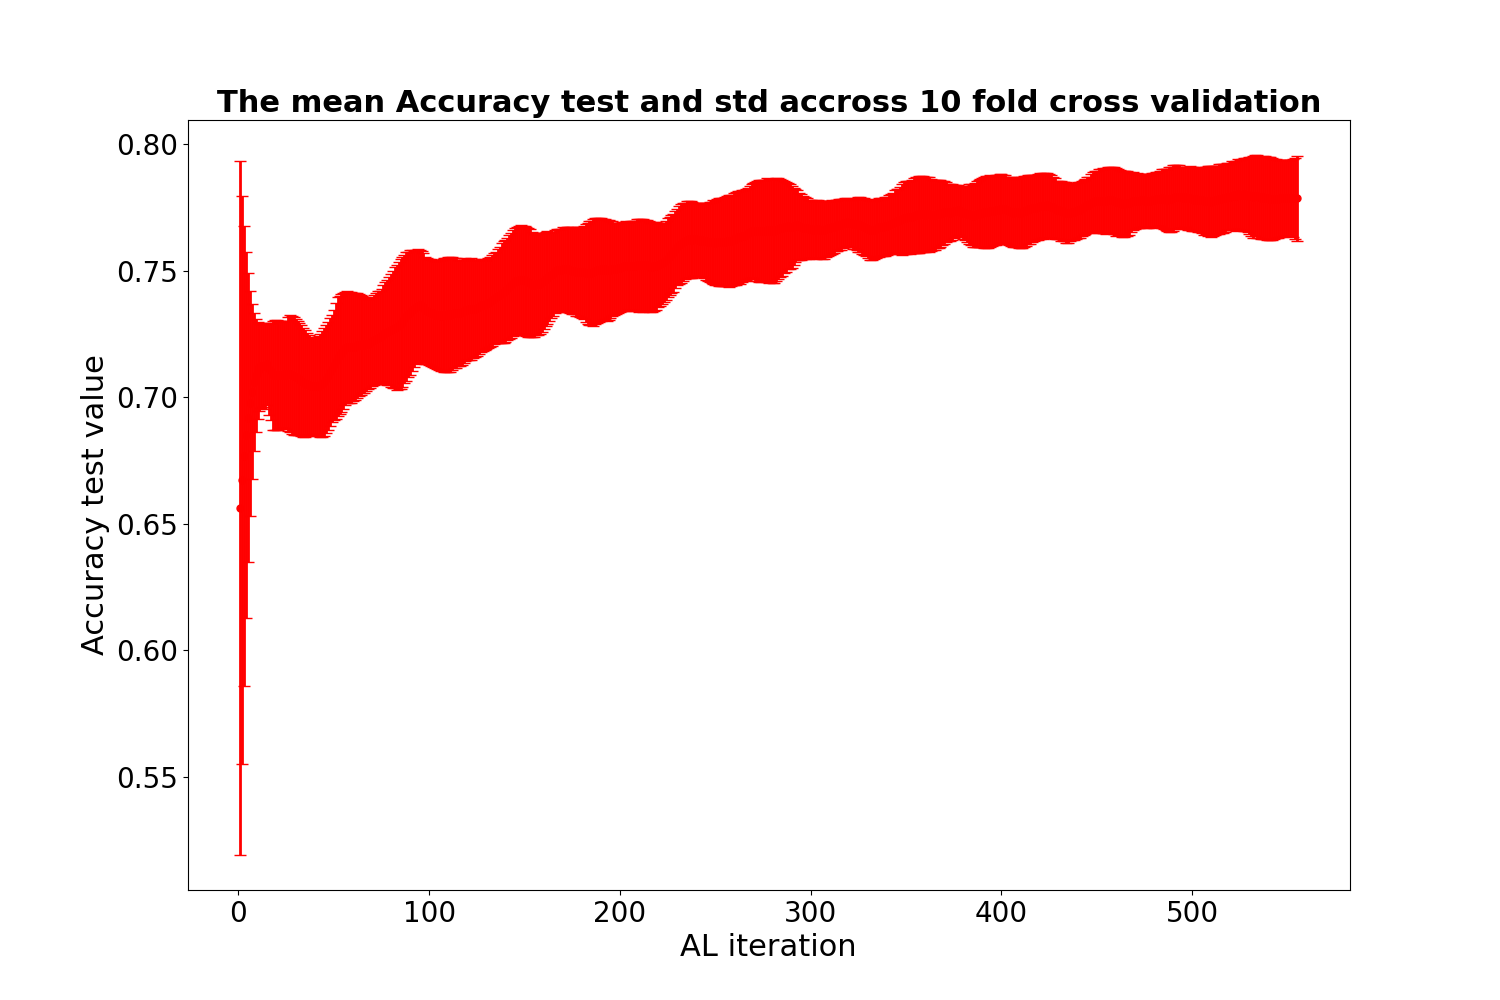 The mean Accuracy test and std accross 10 fold cross validation
0.80
0.75
0.70
0.65
0.60
0.55
Accuracy test value
0 100 200 300 400 500
AL iteration